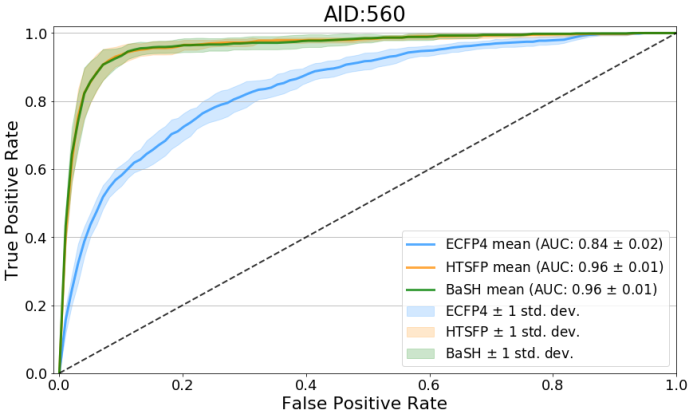 AID:560
True Positive Rate
1.0
0.8
0.6
0.4
0.2
0.0
ECFP4 mean (AUC: 0.84 ± 0.02)
HTSFP mean (AUC: 0.96 ± 0.01)
BaSH mean (AUC: 0.96 ± 0.01)
ECFP4 ± 1 std. dev.
HTSFP ± 1 std. dev.
BaSH ± 1 std. dev.
0.0 0.2 0.4 0.6 0.8 1.0
False Positive Rate